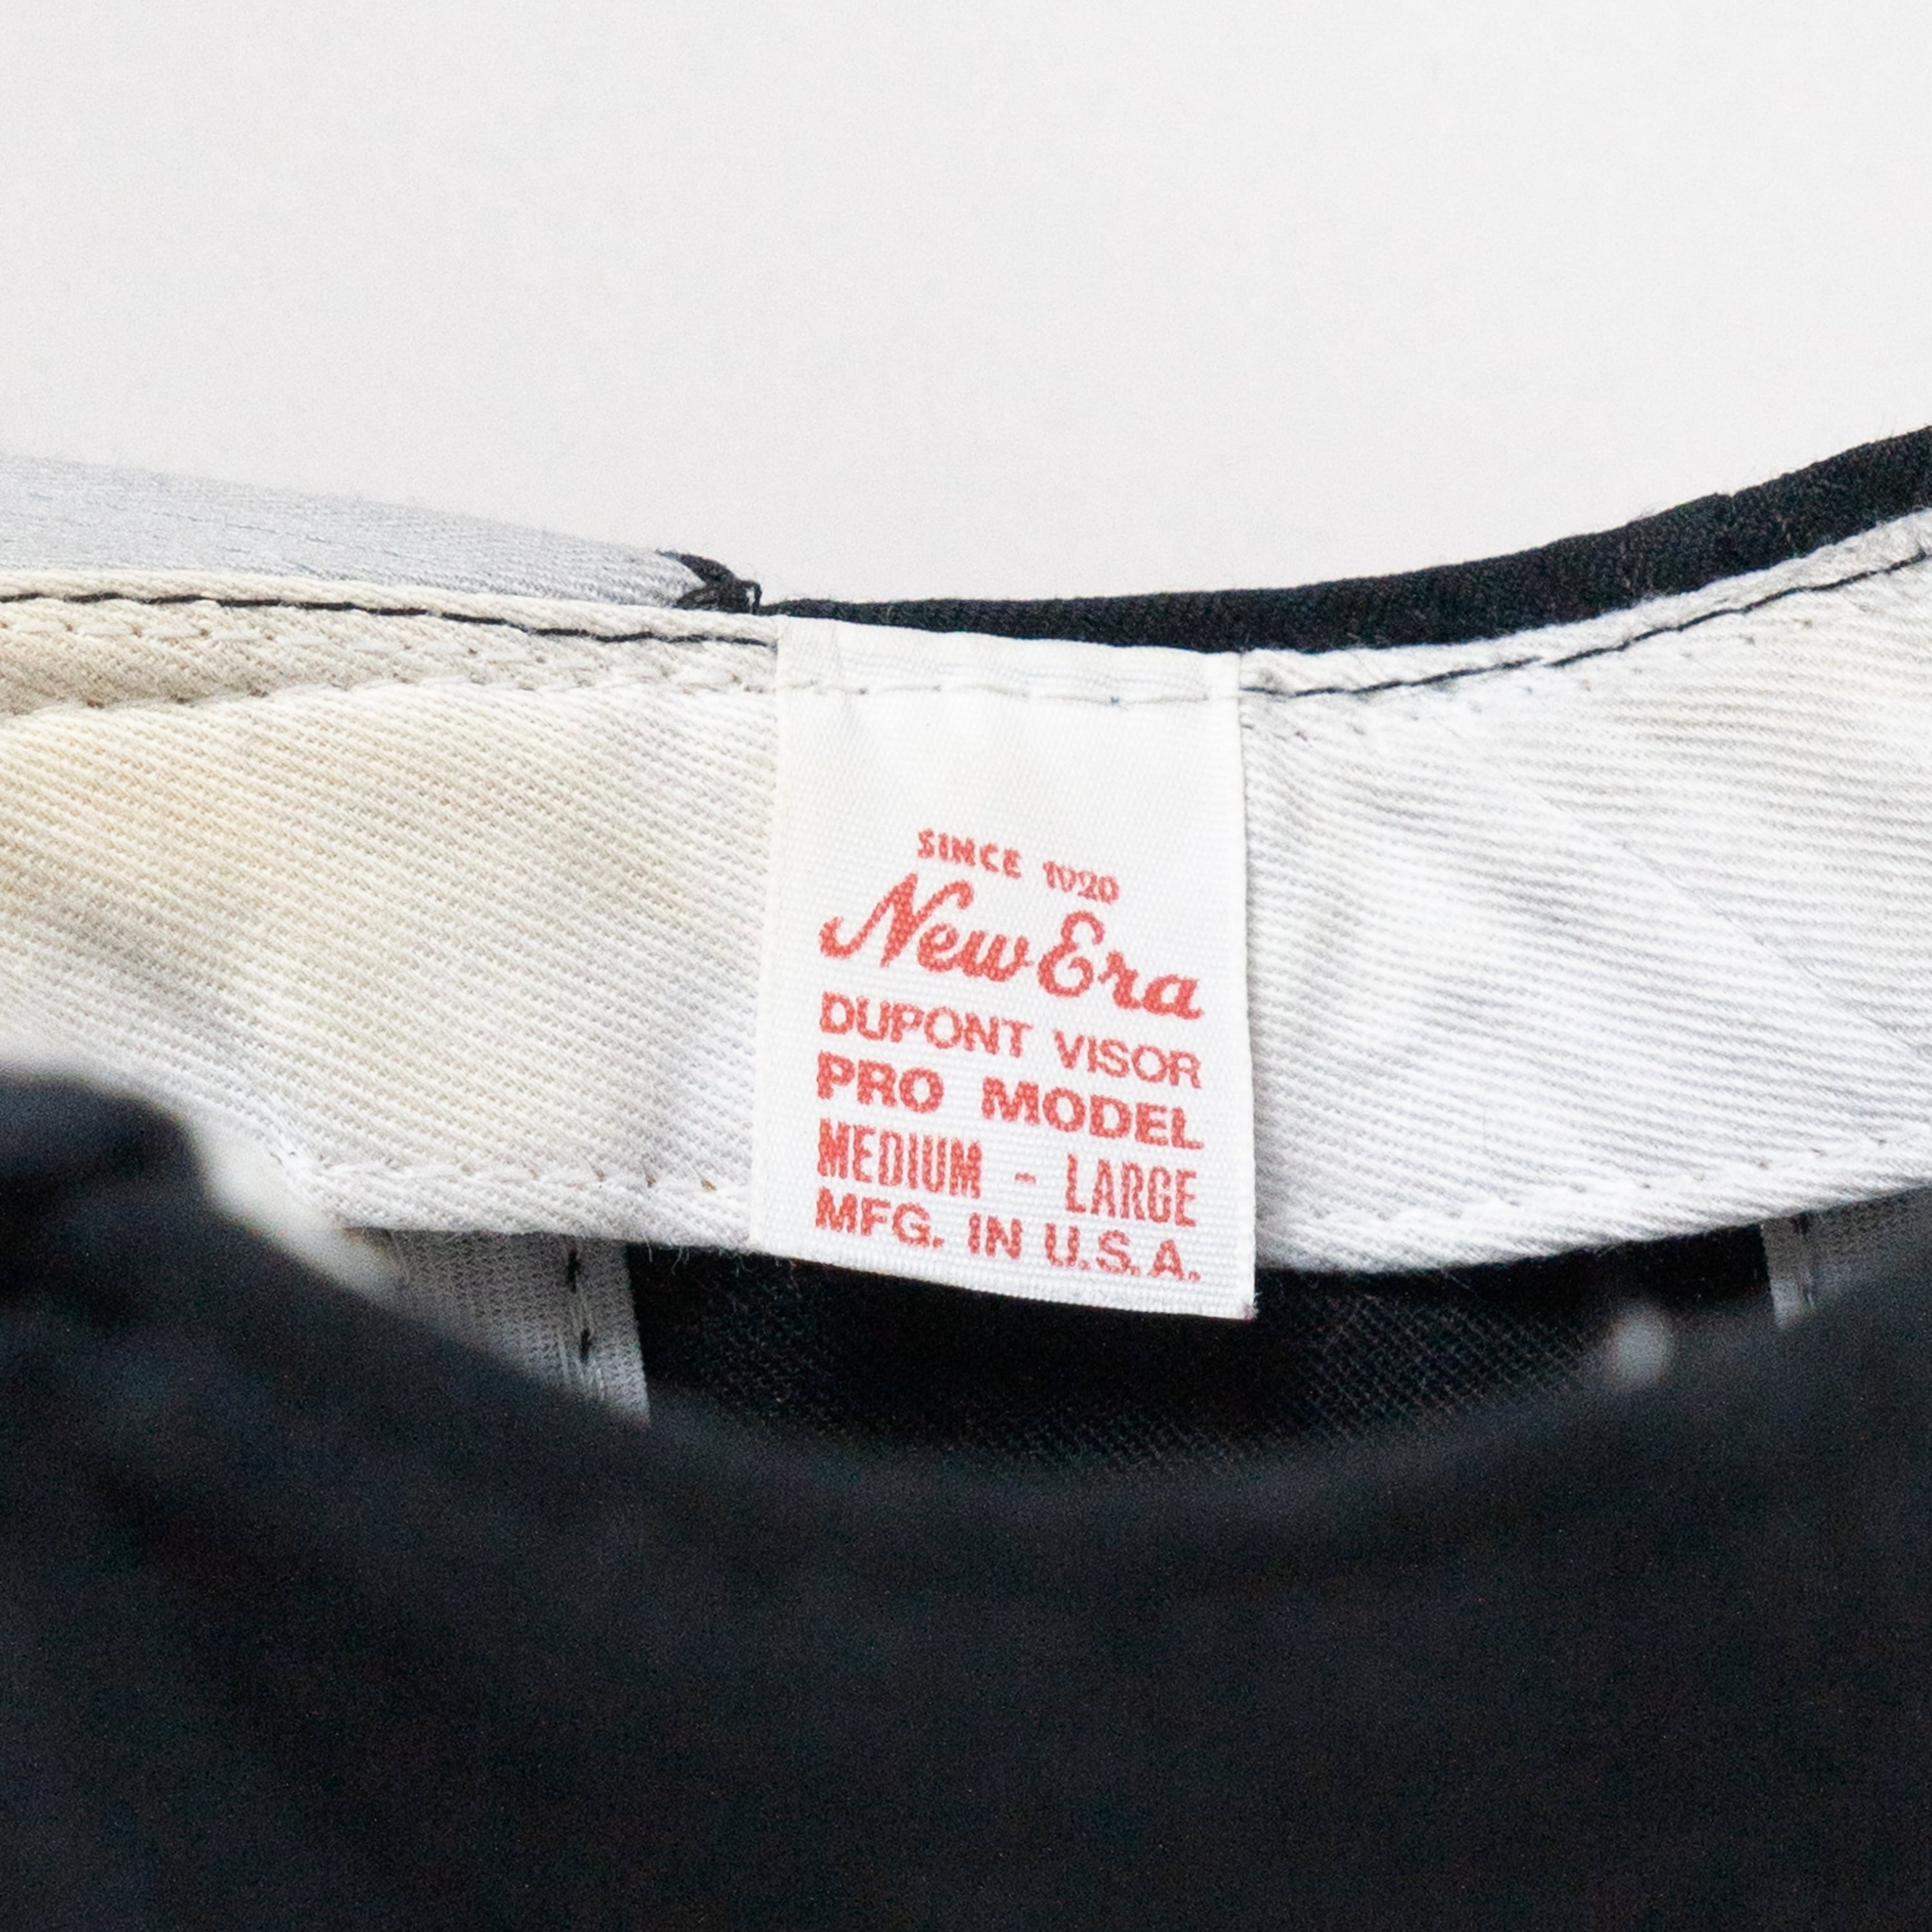 SINCE 1920
New Era
DUPONT VISOR
PRO MODEL
MEDIUM - LARGE
MFG. IN U.S.A.